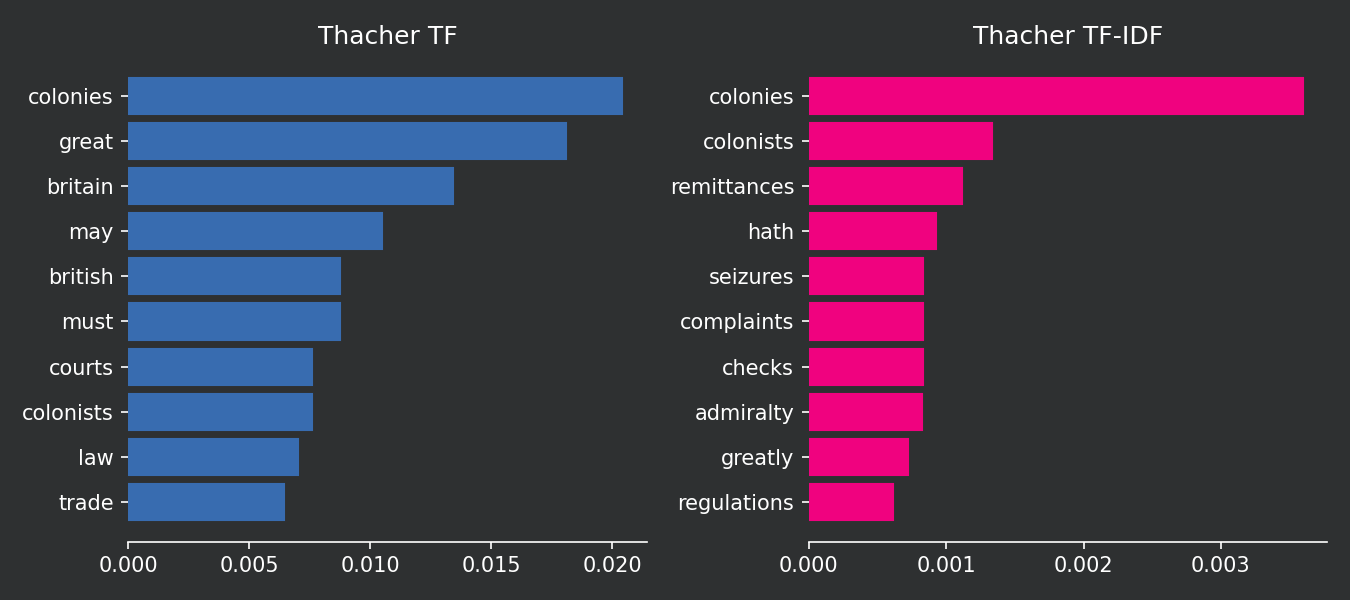 Thacher TF
colonies
great
britain
may
british
must
courts
colonists
law
trade
0.000 0.005 0.010 0.015 0.020
Thacher TF-IDF
colonies
colonists
remittances
hath
seizures
complaints
checks
admiralty
greatly
regulations
0.000 0.001 0.002 0.003